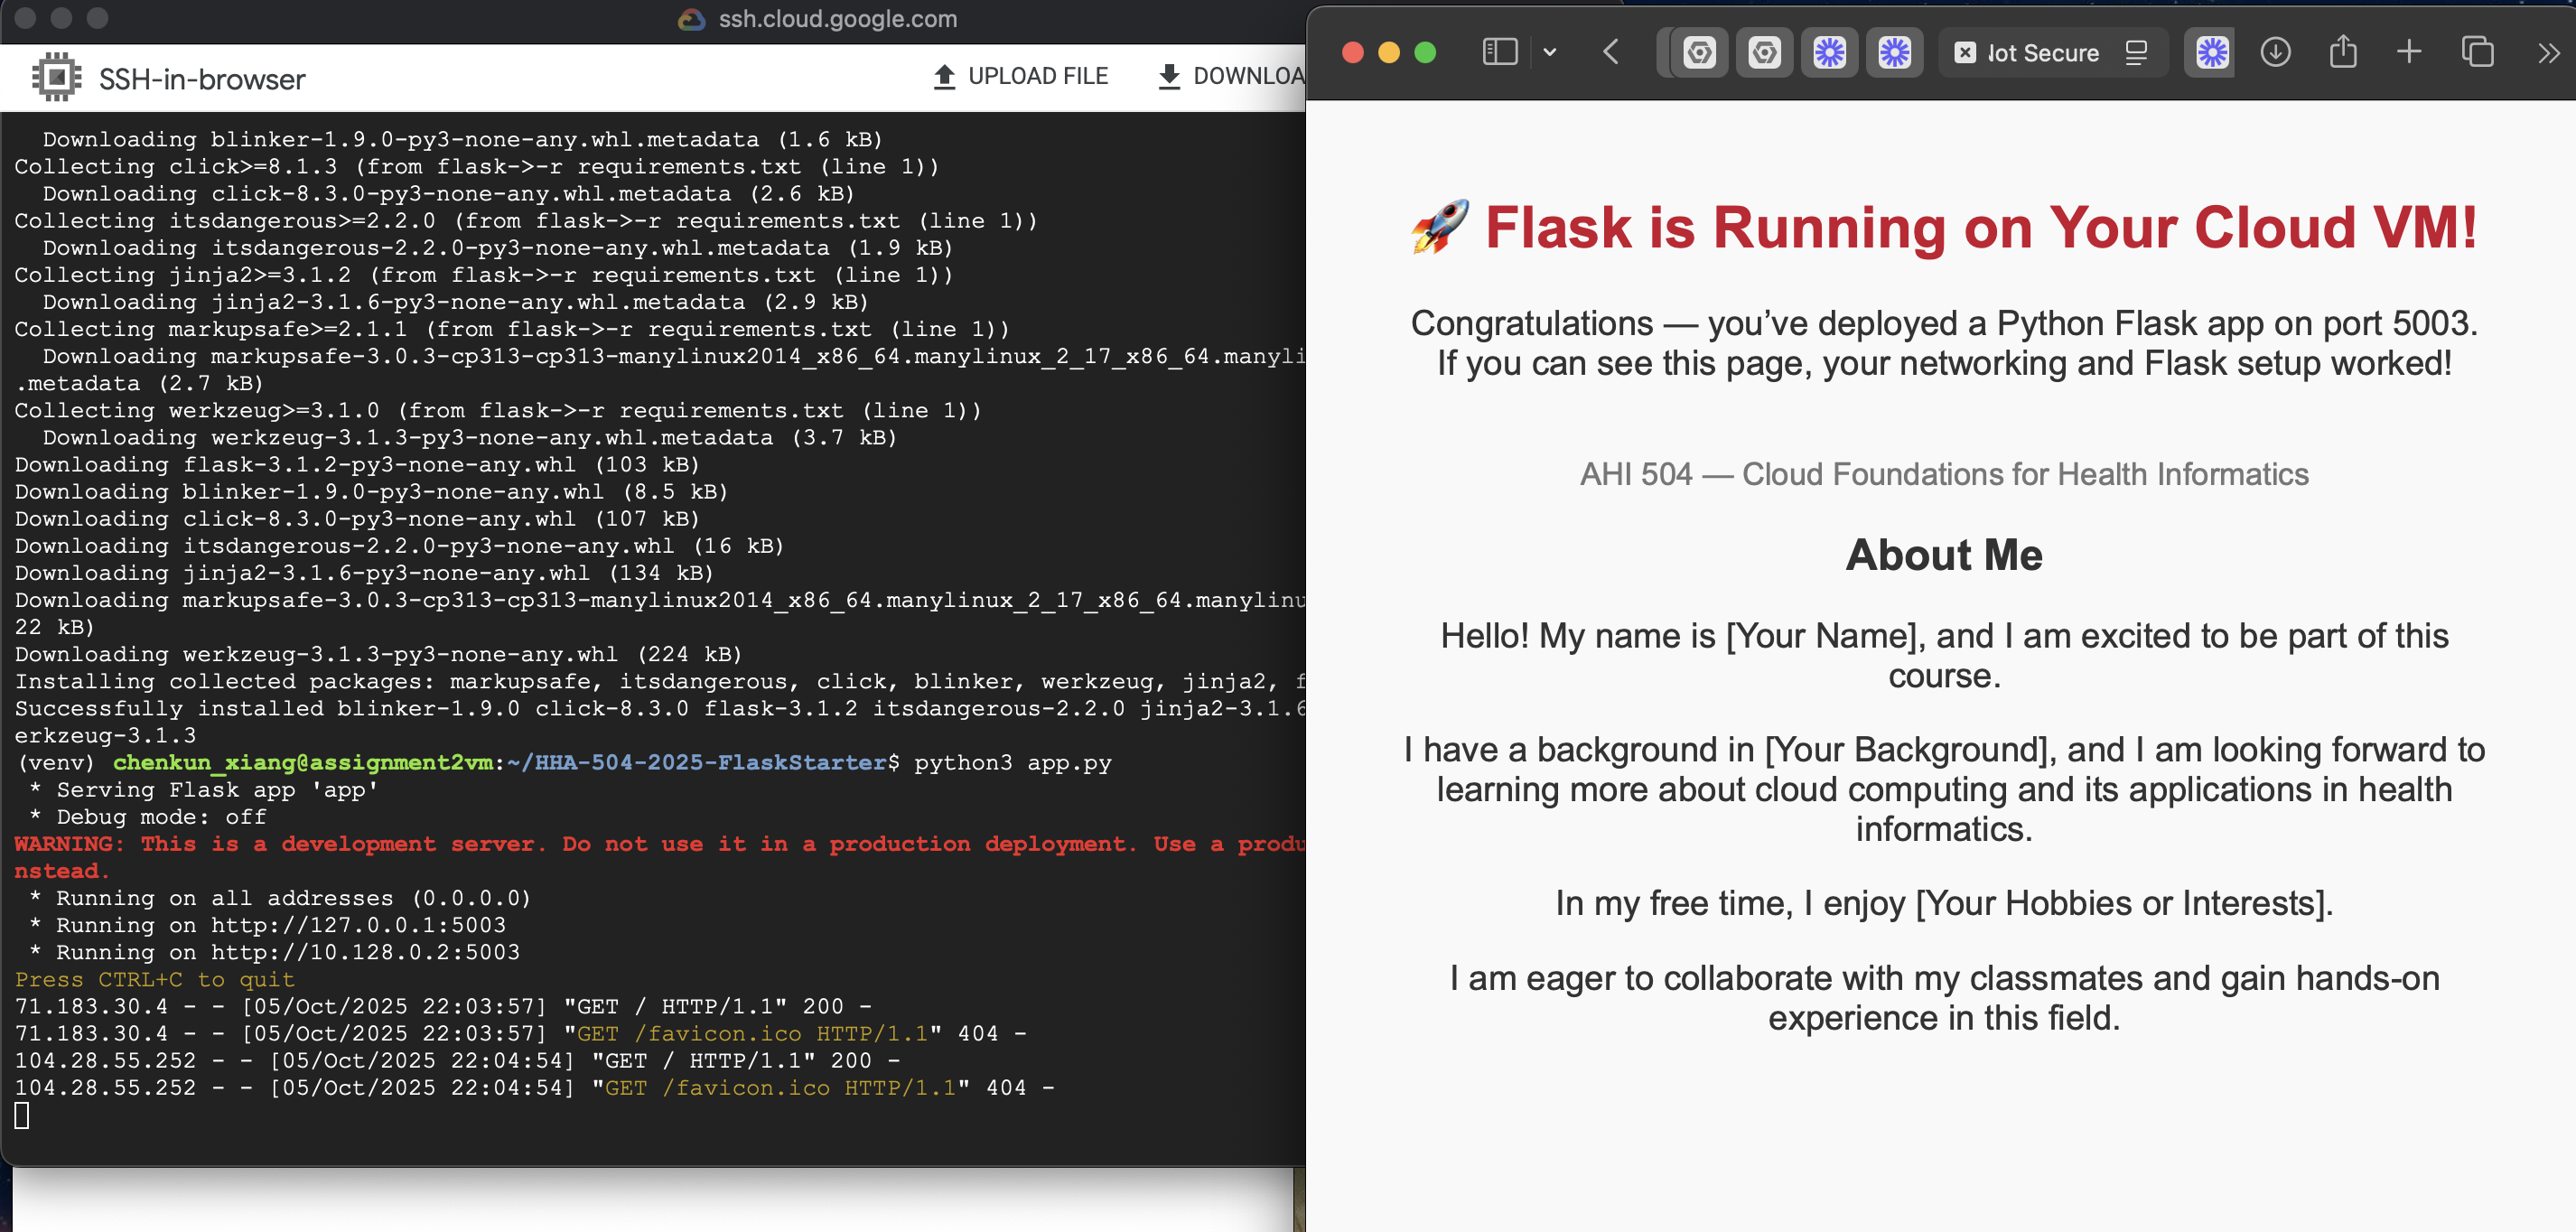 ssh.cloud.google.com
SSH-in-browser
UPLOAD FILE
DOWNLOA
Downloading blinker-1.9.0-py3-none-any.whl.metadata (1.6 kB)
Collecting click>=8.1.3 (from flask->-r requirements.txt (line 1))
Downloading click-8.3.0-py3-none-any.whl.metadata (2.6 kB)
Collecting itsdangerous>=2.2.0 (from flask->-r requirements.txt (line 1))
Downloading itsdangerous-2.2.0-py3-none-any.whl.metadata (1.9 kB)
Collecting jinja2>=3.1.2 (from flask->-r requirements.txt (line 1))
Downloading jinja2-3.1.6-py3-none-any.whl.metadata (2.9 kB)
Collecting markupsafe>=2.1.1 (from flask->-r requirements.txt (line 1))
Downloading markupsafe-3.0.3-cp313-cp313-manylinux2014_x86_64.manylinux_2_17_x86_64.manyli
.metadata (2.7 kB)
Collecting werkzeug>=3.1.0 (from flask->-r requirements.txt (line 1))
Downloading werkzeug-3.1.3-py3-none-any.whl.metadata (3.7 kB)
Downloading flask-3.1.2-py3-none-any.whl (103 kB)
Downloading blinker-1.9.0-py3-none-any.whl (8.5 kB)
Downloading click-8.3.0-py3-none-any.whl (107 kB)
Downloading itsdangerous-2.2.0-py3-none-any.whl (16 kB)
Downloading jinja2-3.1.6-py3-none-any.whl (134 kB)
Downloading markupsafe-3.0.3-cp313-cp313-manylinux2014_x86_64.manylinux_2_17_x86_64.manylinu
22 kB)
Downloading werkzeug-3.1.3-py3-none-any.whl (224 kB)
Installing collected packages: markupsafe, itsdangerous, click, blinker, werkzeug, jinja2, f
Successfully installed blinker-1.9.0 click-8.3.0 flask-3.1.2 itsdangerous-2.2.0 jinja2-3.1.6
erkzeug-3.1.3
(venv) chenkun_xiang@assignment2vm:~/HHA-504-2025-FlaskStarter$ python3 app.py
* Serving Flask app 'app'
* Debug mode: off
WARNING: This is a development server. Do not use it in a production deployment. Use a produ
nstead.
* Running on all addresses (0.0.0.0)
* Running on http://127.0.0.1:5003
* Running on http://10.128.0.2:5003
Press CTRL+C to quit
71.183.30.4 - - [05/Oct/2025 22:03:57] "GET / HTTP/1.1" 200 -
71.183.30.4 - - [05/Oct/2025 22:03:57] "GET /favicon.ico HTTP/1.1" 404 -
104.28.55.252 - - [05/Oct/2025 22:04:54] "GET / HTTP/1.1" 200 -
104.28.55.252 - - [05/Oct/2025 22:04:54] "GET /favicon.ico HTTP/1.1" 404 -
lot Secure
🚀 Flask is Running on Your Cloud VM!
Congratulations — you’ve deployed a Python Flask app on port 5003.
If you can see this page, your networking and Flask setup worked!
AHI 504 — Cloud Foundations for Health Informatics
About Me
Hello! My name is [Your Name], and I am excited to be part of this
course.
I have a background in [Your Background], and I am looking forward to
learning more about cloud computing and its applications in health
informatics.
In my free time, I enjoy [Your Hobbies or Interests].
I am eager to collaborate with my classmates and gain hands-on
experience in this field.